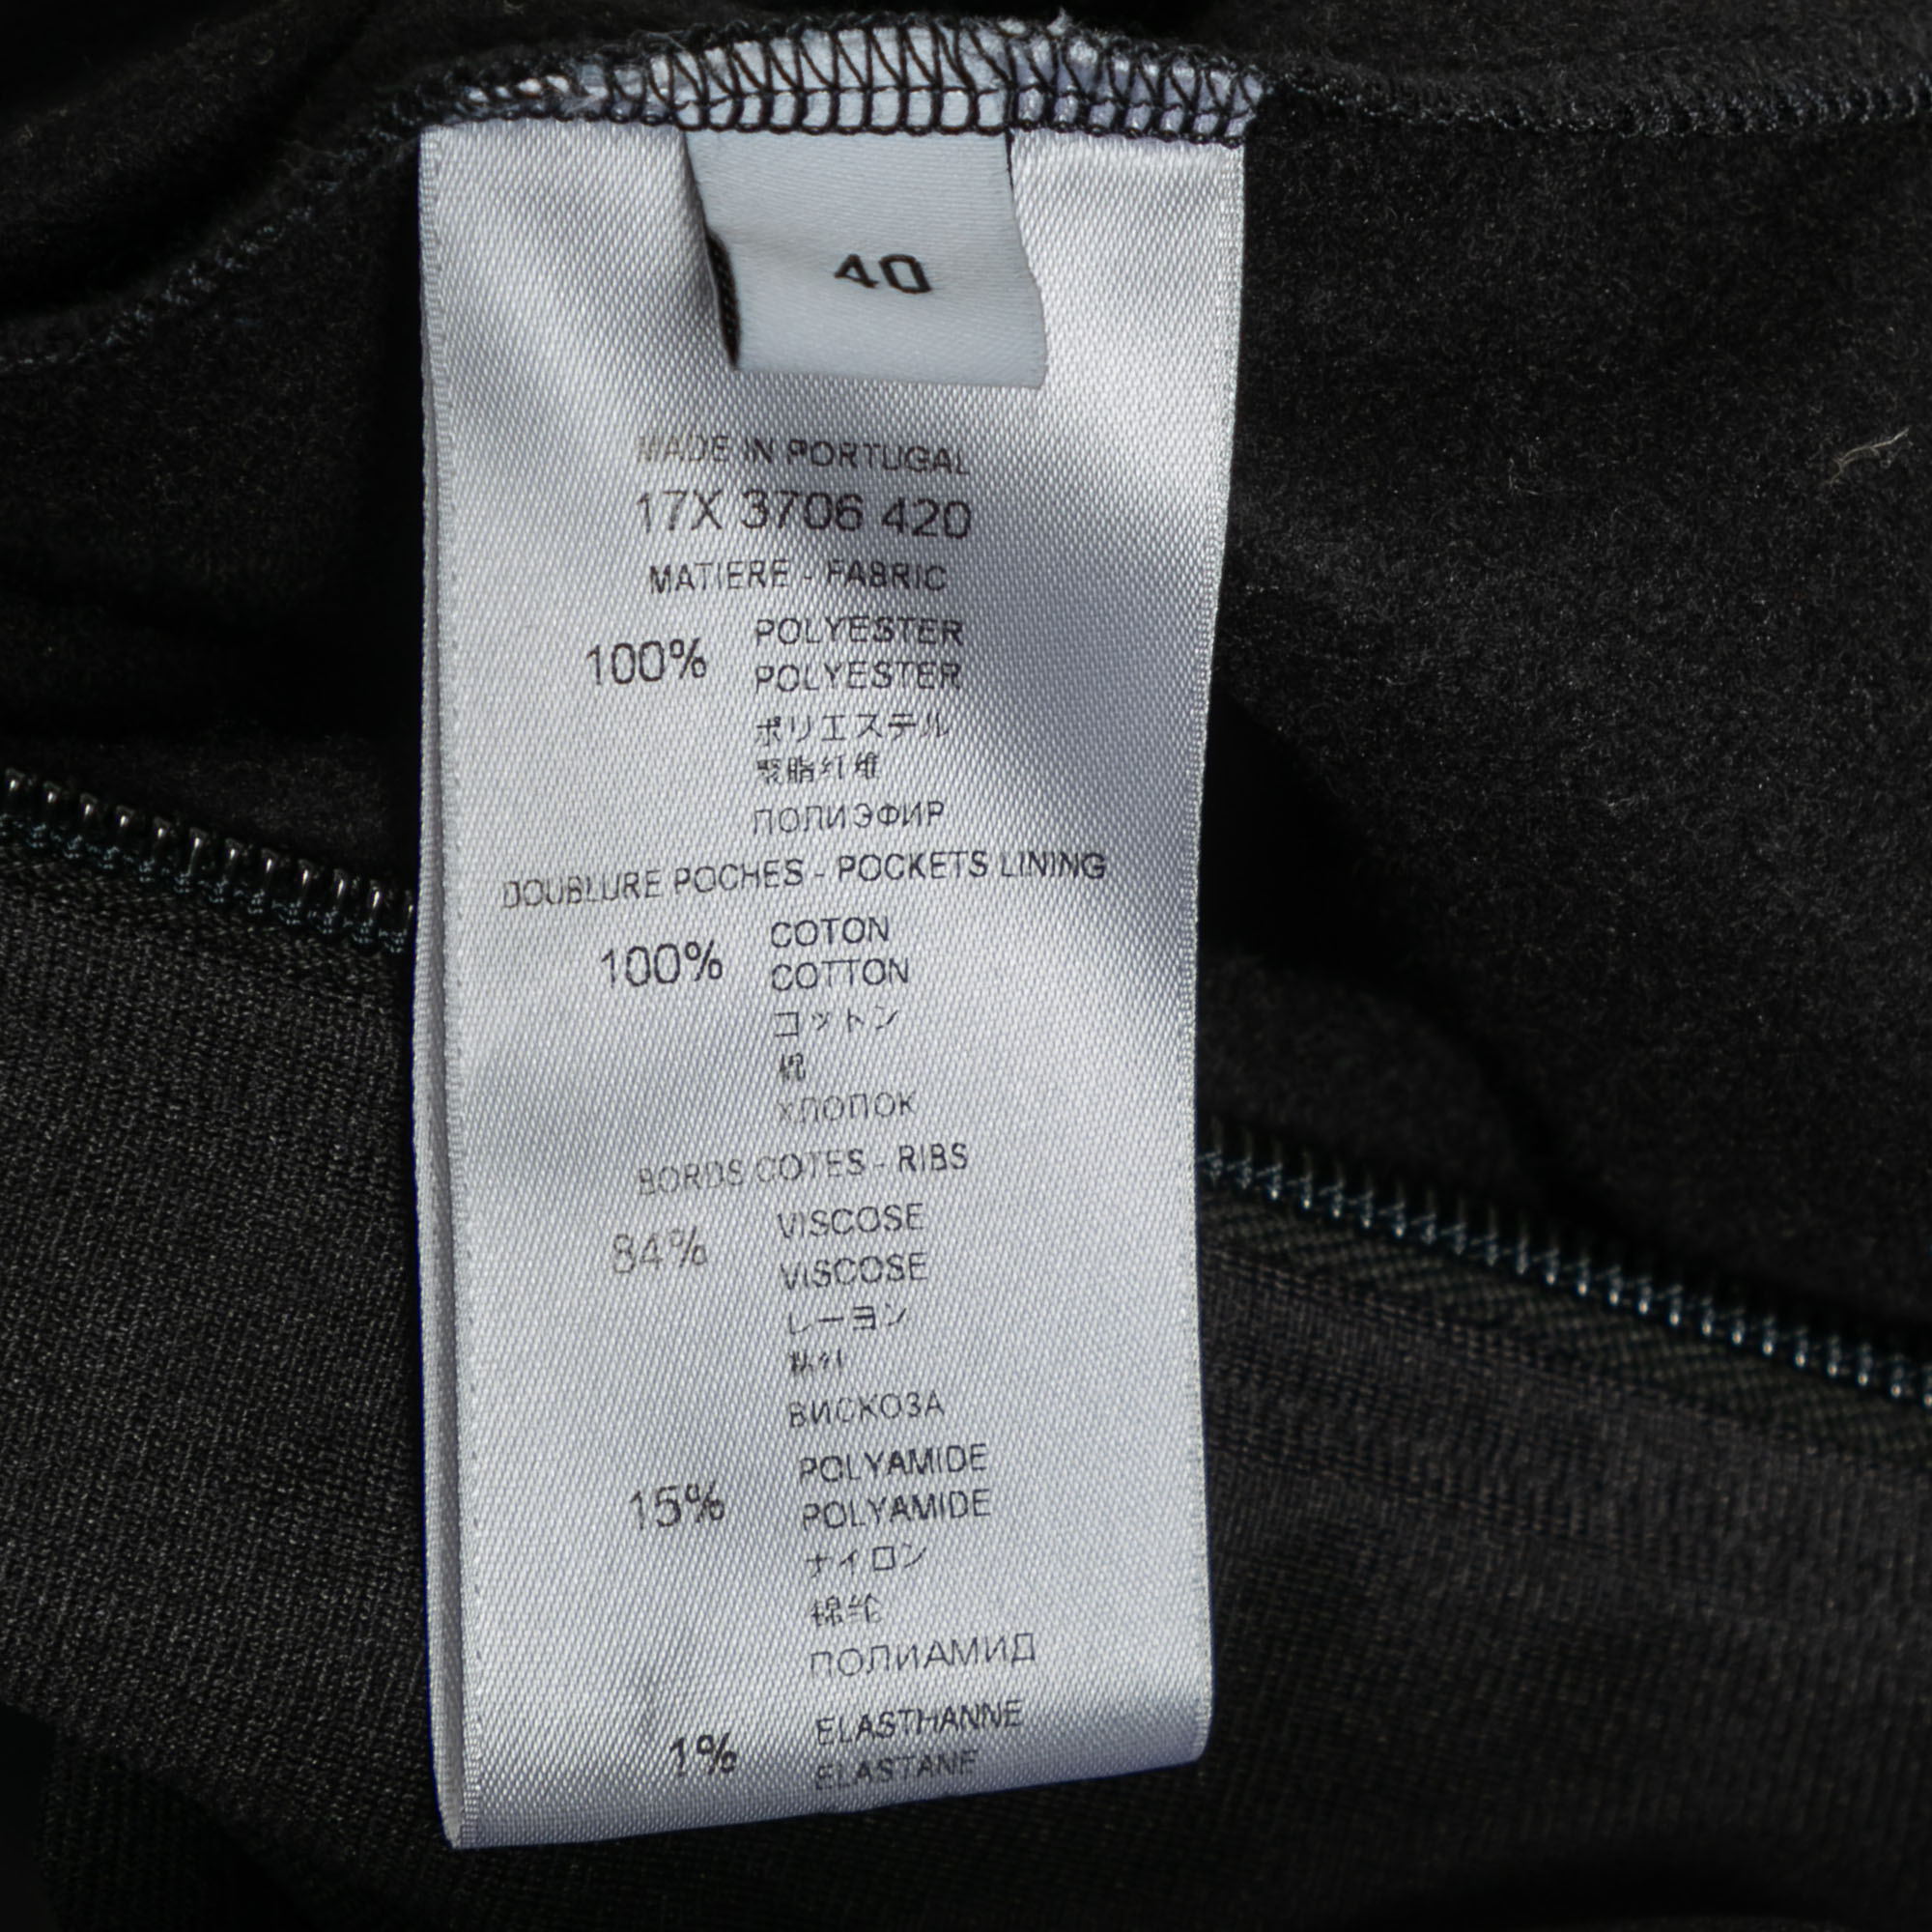 40
MADE IN PORTUGAL
17X 3706 420
MATIERE - FABRIC
100%
POLYESTER
POLYESTER
ポリエステル
聚脂纤维
ПОЛИЭФИР
DOUBLURE POCHES - POCKETS LINING
100%
COTON
COTTON
コットン
棉
ХЛОПОК
BORDS COTES - RIBS
84%
VISCOSE
VISCOSE
レーヨン
粘纤
ВИСКОЗА
15%
POLYAMIDE
POLYAMIDE
ナイロン
锦纶
ПОЛИАМИД
1%
ELASTHANNE
ELASTANE